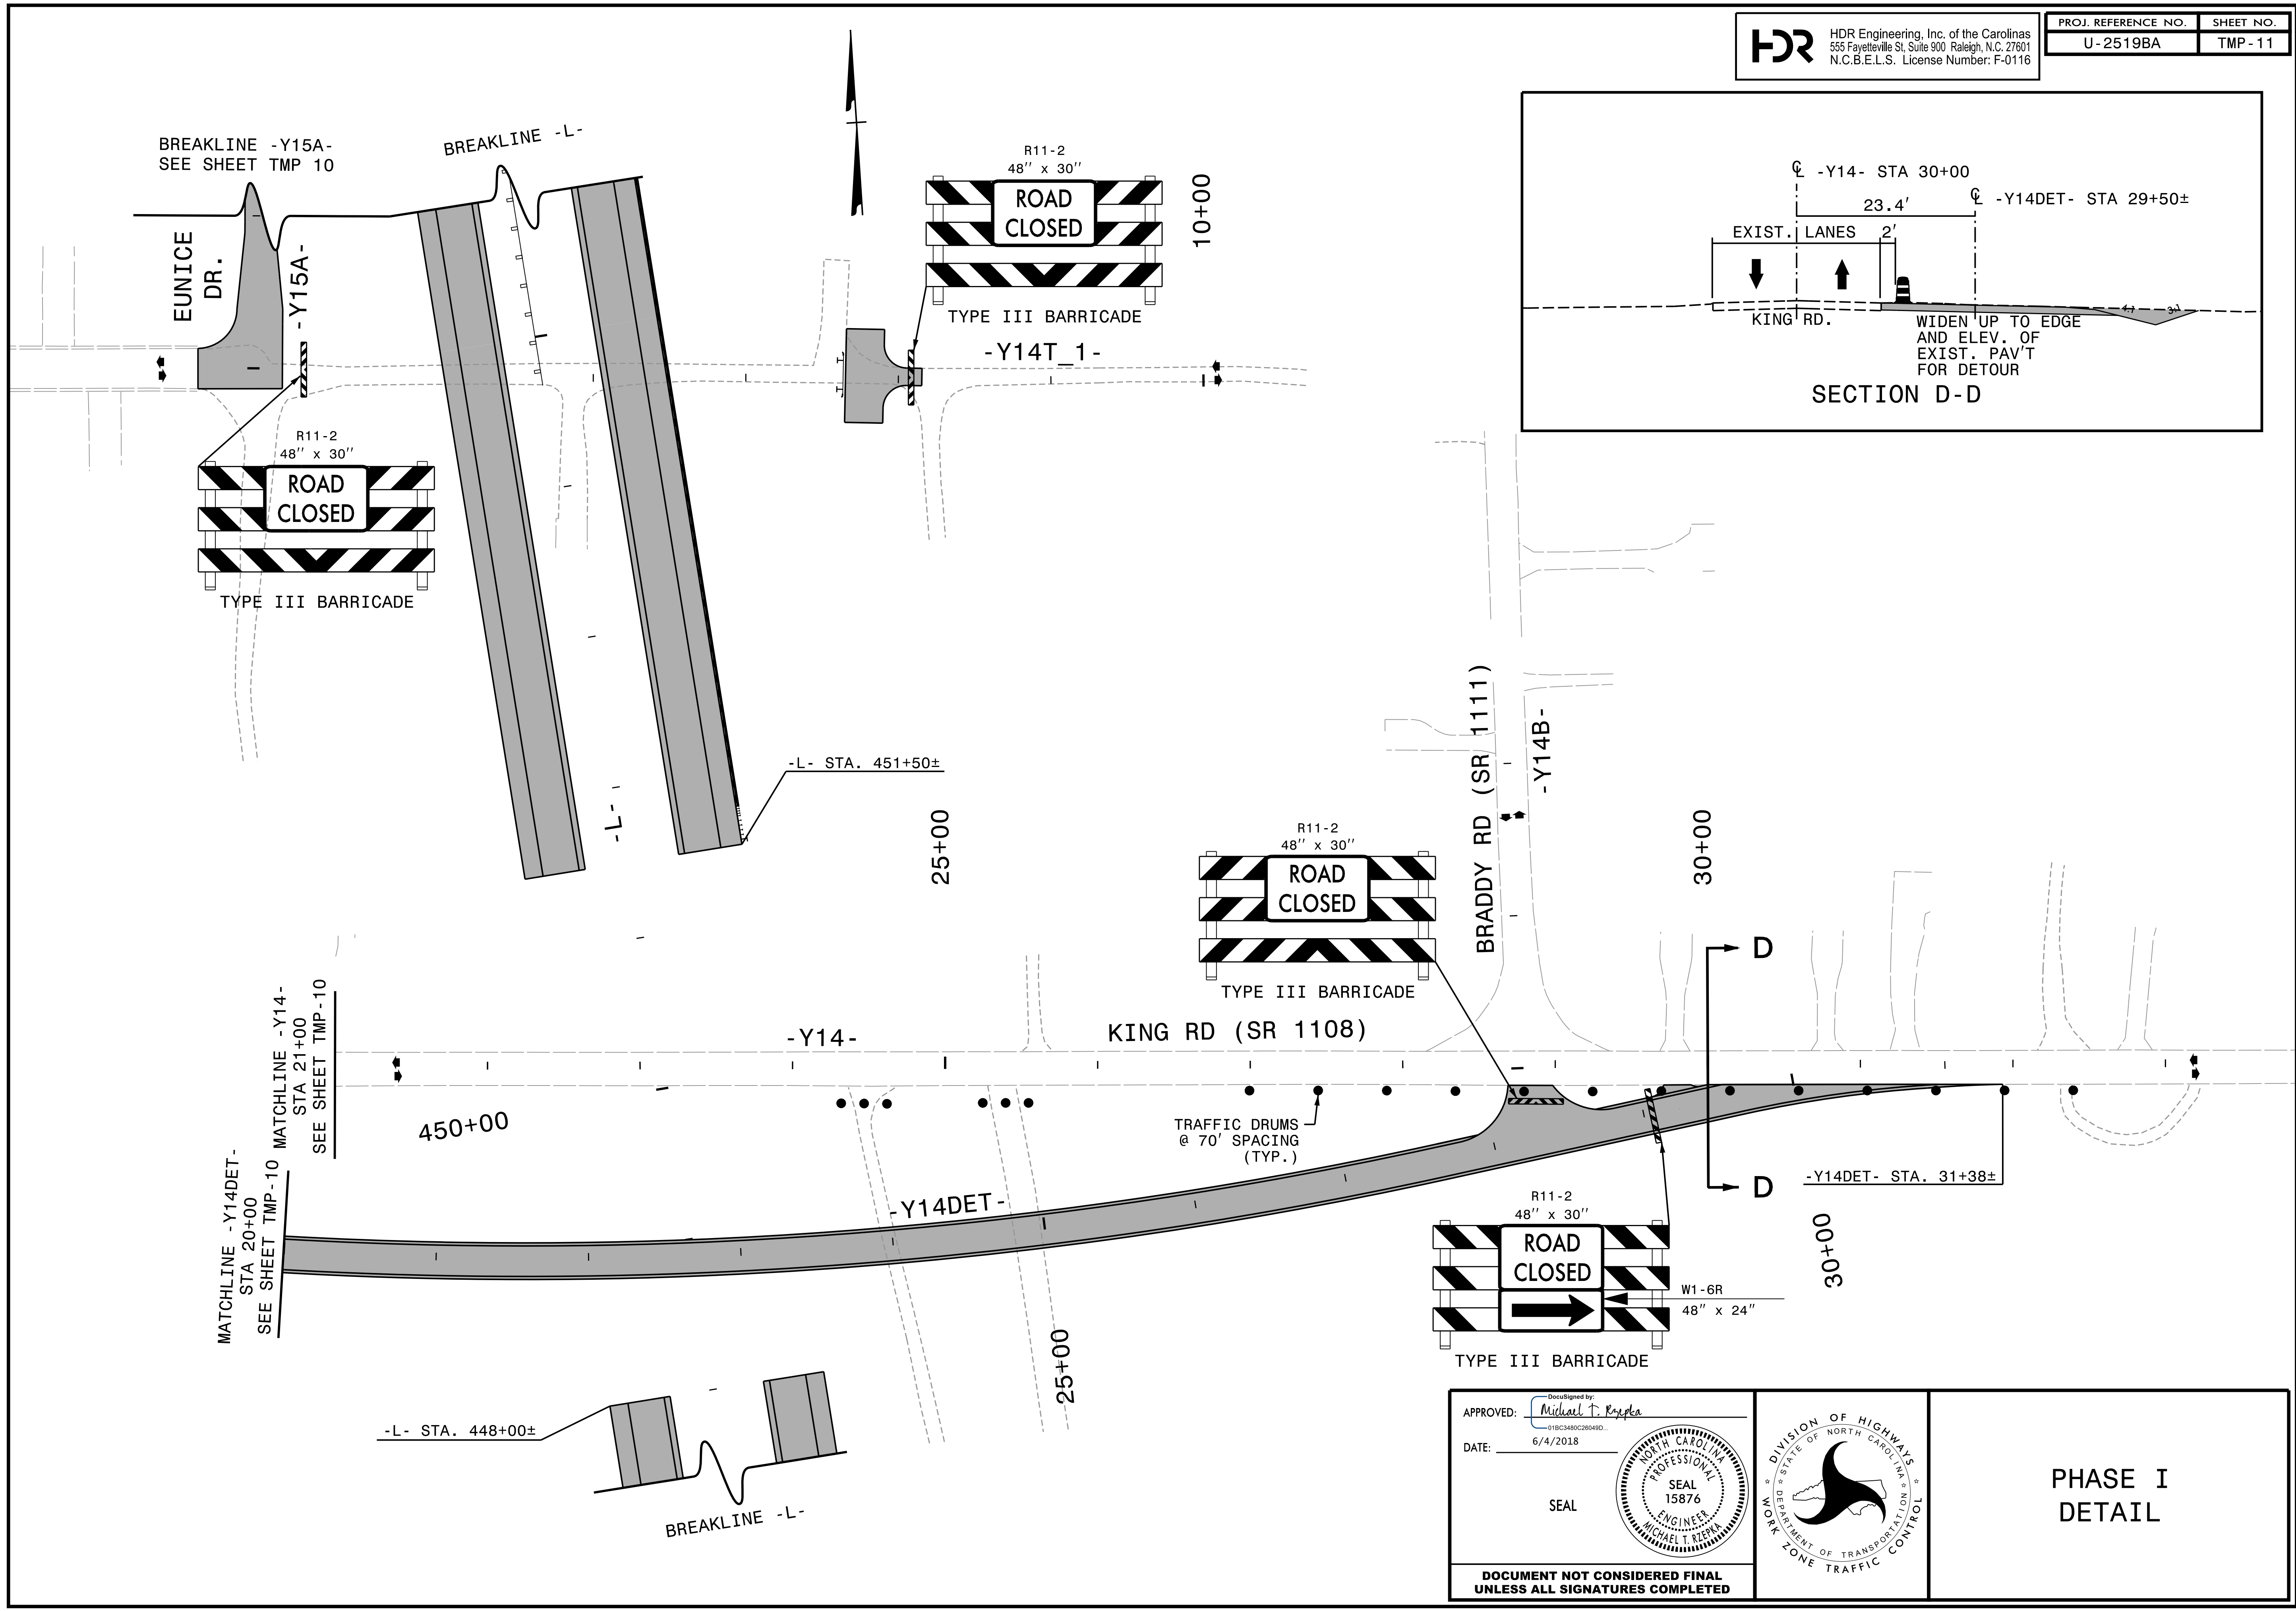 HDR
HDR Engineering, Inc. of the Carolinas
555 Fayetteville St, Suite 900 Raleigh, N.C. 27601
N.C.B.E.L.S. License Number: F-0116
PROJ. REFERENCE NO.
SHEET NO.
U-2519BA
TMP-11
BREAKLINE -Y15A-
SEE SHEET TMP 10
BREAKLINE -L-
EUNICE
DR.
-Y15A-
R11-2
48" x 30"
ROAD
CLOSED
TYPE III BARRICADE
10+00
-Y14T_1-
R11-2
48" x 30"
ROAD
CLOSED
TYPE III BARRICADE
℄ -Y14- STA 30+00
℄ -Y14DET- STA 29+50±
23.4'
EXIST. LANES
2'
KING RD.
WIDEN UP TO EDGE
AND ELEV. OF
EXIST. PAV'T
FOR DETOUR
3:1
SECTION D-D
-L- STA. 451+50±
-L-
25+00
R11-2
48" x 30"
ROAD
CLOSED
TYPE III BARRICADE
BRADDY RD (SR 1111)
-Y14B-
30+00
D
MATCHLINE -Y14-
STA 21+00
SEE SHEET TMP-10
-Y14-
KING RD (SR 1108)
450+00
TRAFFIC DRUMS
@ 70' SPACING
(TYP.)
D
-Y14DET- STA. 31+38±
MATCHLINE -Y14DET-
STA 20+00
SEE SHEET TMP-10
-Y14DET-
25+00
30+00
R11-2
48" x 30"
ROAD
CLOSED
W1-6R
48" x 24"
TYPE III BARRICADE
-L- STA. 448+00±
BREAKLINE -L-
APPROVED:
DocuSigned by:
Michael T. Rzepka
01BC3480C26049D...
DATE:
6/4/2018
SEAL
NORTH CAROLINA
PROFESSIONAL
SEAL
15876
ENGINEER
MICHAEL T. RZEPKA
DOCUMENT NOT CONSIDERED FINAL
UNLESS ALL SIGNATURES COMPLETED
DIVISION OF HIGHWAYS
STATE OF NORTH CAROLINA
DEPARTMENT OF TRANSPORTATION
WORK ZONE TRAFFIC CONTROL
PHASE I
DETAIL